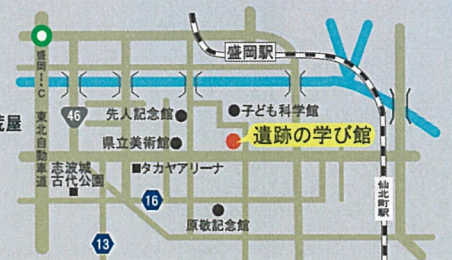 盛岡駅
盛岡I.C
東北自動車道
46
先人記念館
子ども科学館
荒屋
県立美術館
遺跡の学び館
志波城
古代公園
タカヤアリーナ
仙北町駅
16
原敬記念館
13